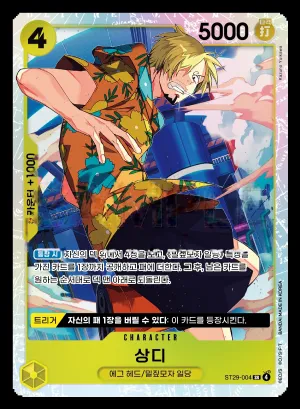 4
5000
打
카운터 +1000
등장 시 자신의 덱 위에서 4장을 보고, 《밀짚모자 일당》 특징을
가진 카드를 1장까지 공개하고 패에 더한다. 그 후, 남은 카드를
원하는 순서대로 덱 맨 아래로 되돌린다.
트리거 자신의 패 1장을 버릴 수 있다: 이 카드를 등장시킨다.
CHARACTER
상디
에그 헤드/밀짚모자 일당
ST29-004